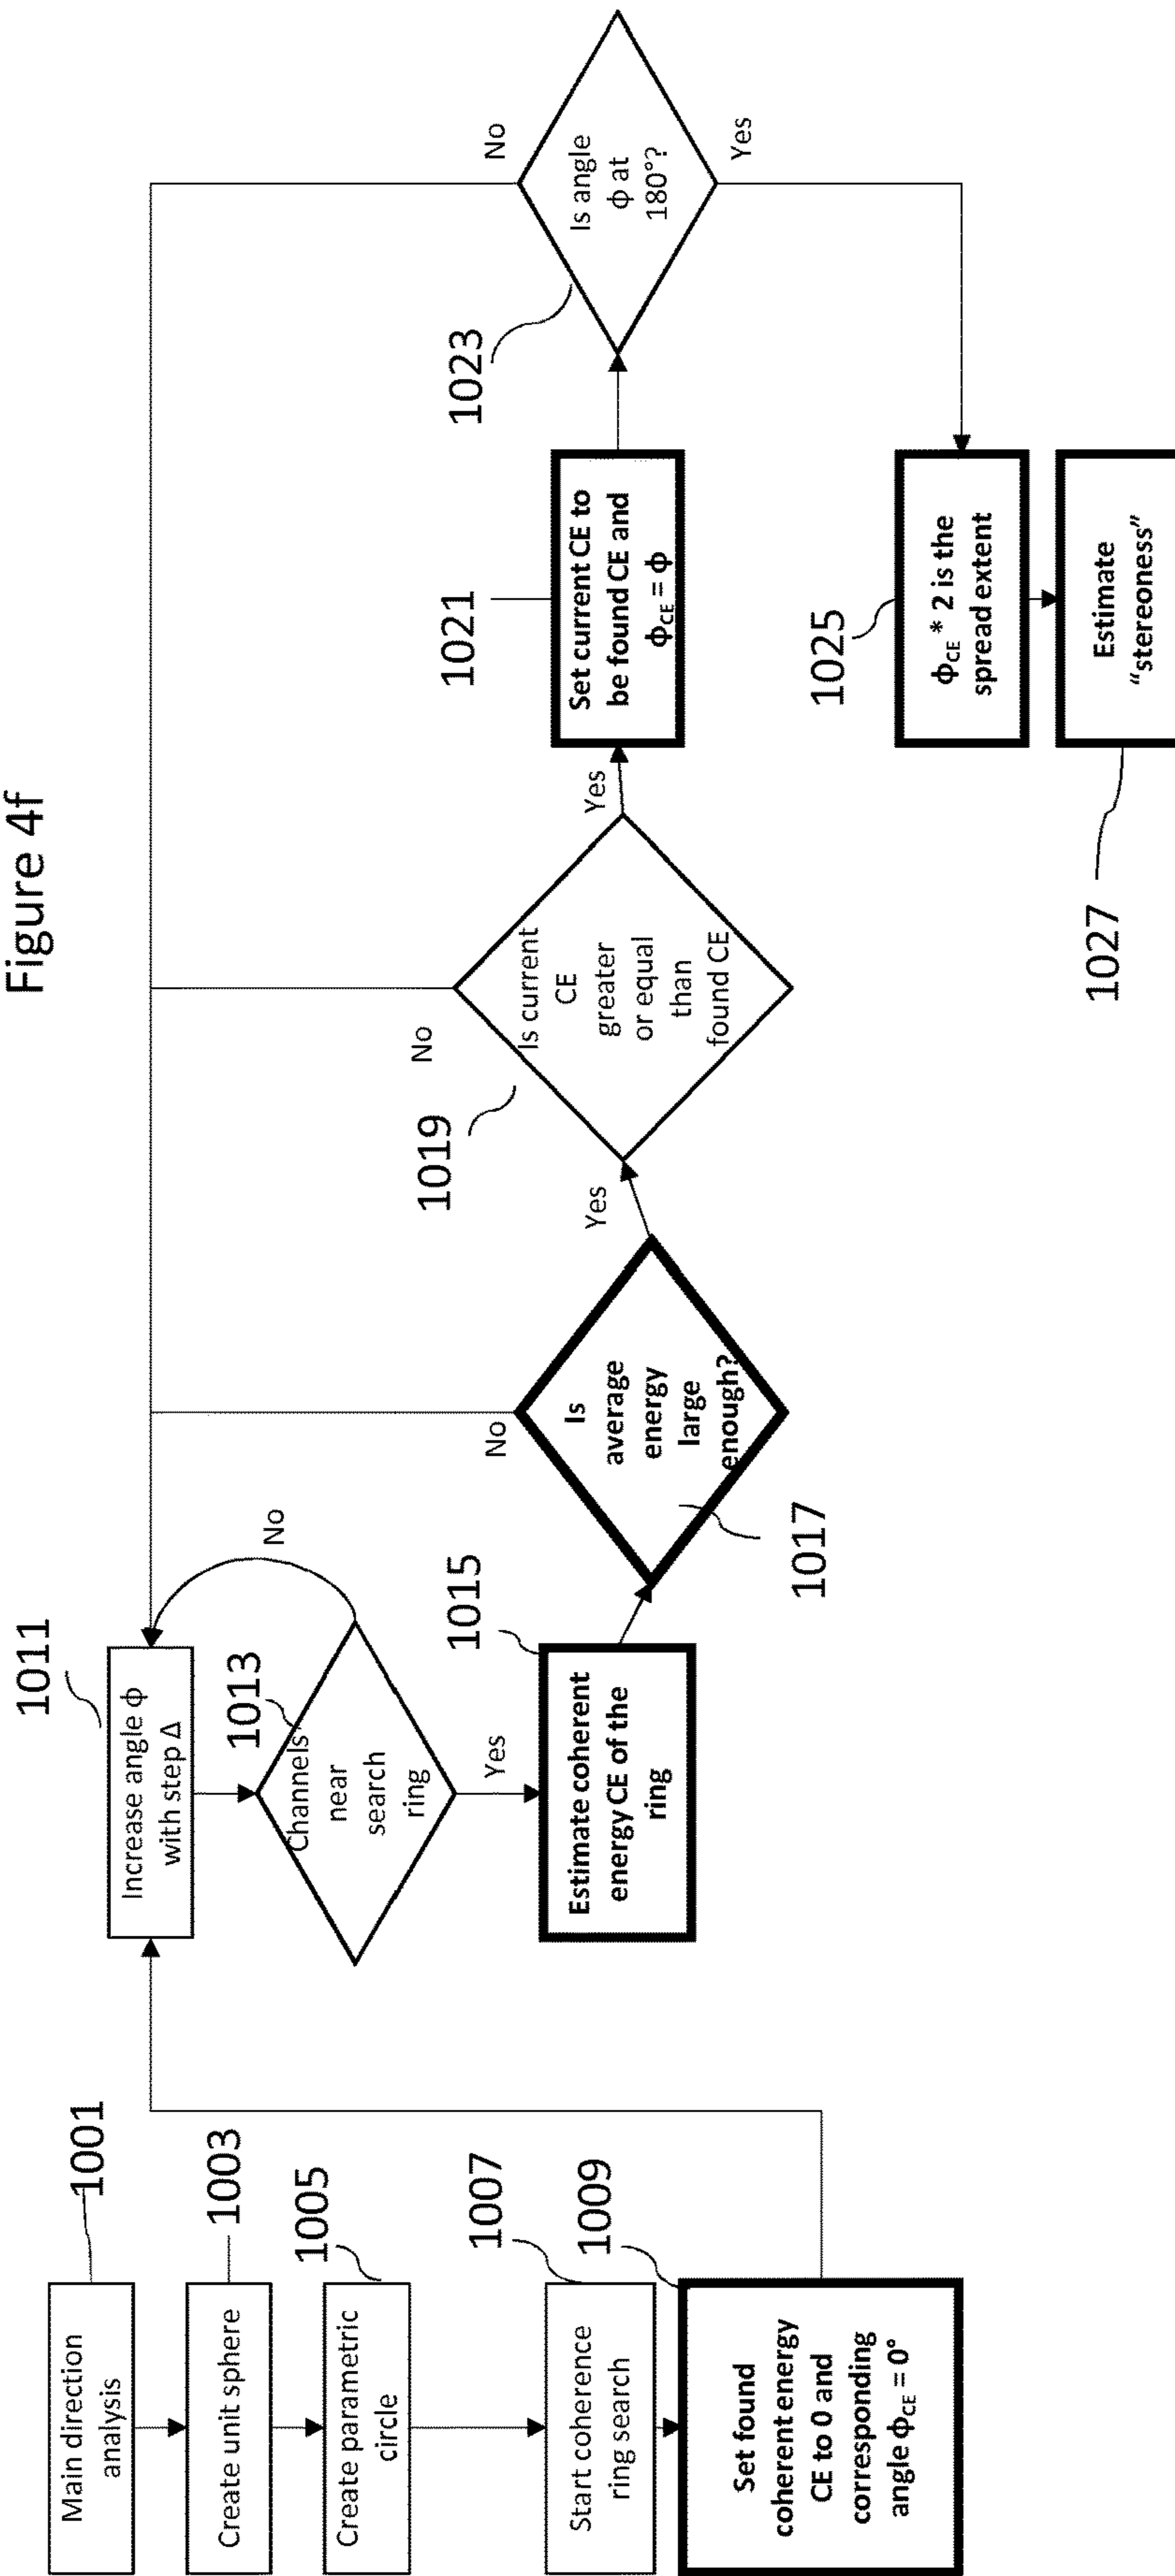 Figure 4f
Main direction
analysis
1001
Create unit sphere
1003
Create parametric
circle
1005
Start coherence
ring search
1007
Set found
coherent energy
CE to 0 and
corresponding
angle ϕCE = 0°
1009
Increase angle ϕ
with step Δ
1011
Channels
near
search
ring
1013
No
Yes
Estimate coherent
energy CE of the
ring
1015
Is
average
energy
large
enough?
1017
No
Yes
Is current
CE
greater
or equal
than
found CE
1019
No
Yes
Set current CE to
be found CE and
ϕCE = ϕ
1021
Is angle
ϕ at
180°?
1023
No
Yes
ϕCE * 2 is the
spread extent
1025
Estimate
“stereoness”
1027